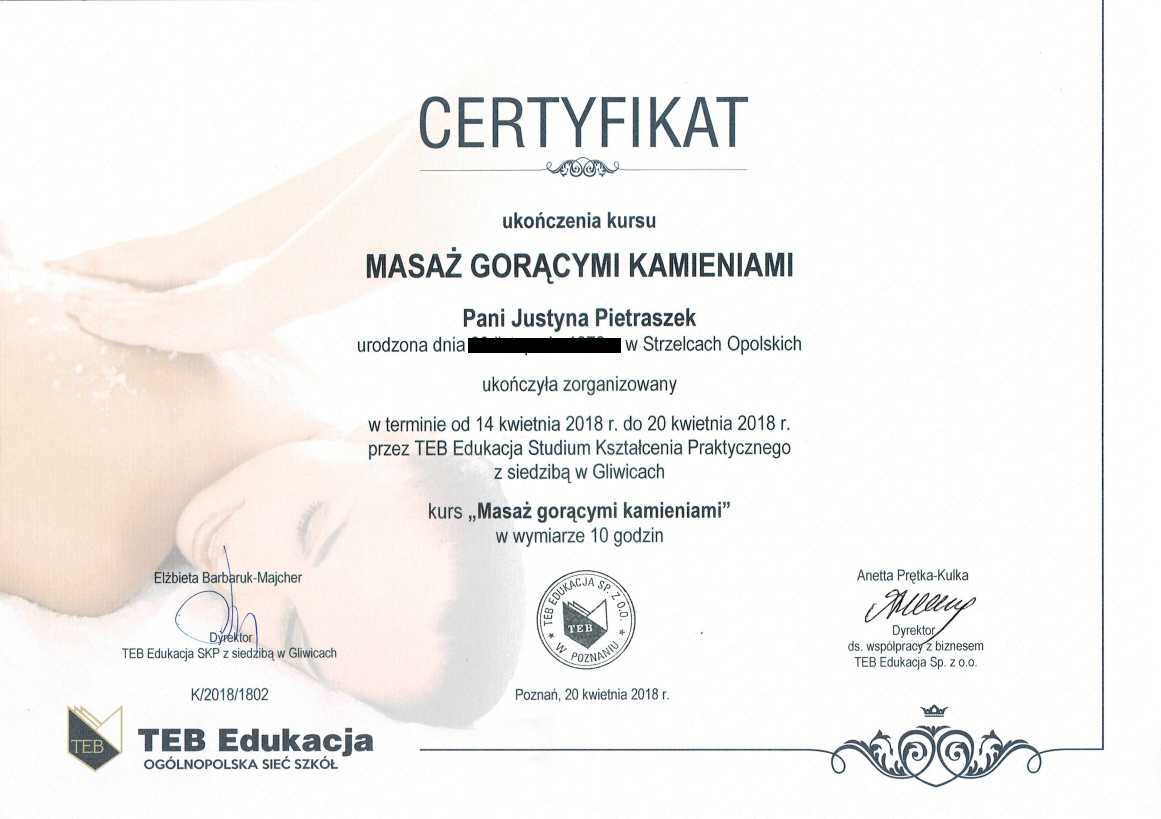 CERTYFIKAT
ukończenia kursu
MASAŻ GORĄCYMI KAMIENIAMI
Pani Justyna Pietraszek
urodzona dnia w Strzelcach Opolskich
ukończyła zorganizowany
w terminie od 14 kwietnia 2018 r. do 20 kwietnia 2018 r.
przez TEB Edukacja Studium Kształcenia Praktycznego
z siedzibą w Gliwicach
kurs „Masaż gorącymi kamieniami”
w wymiarze 10 godzin
Elżbieta Barbaruk-Majcher
Dyrektor
TEB Edukacja SKP z siedzibą w Gliwicach
K/2018/1802
TEB EDUKACJA SP. Z O.O.
TEB
W POZNANIU
Poznań, 20 kwietnia 2018 r.
Anetta Prętka-Kulka
Dyrektor
ds. współpracy z biznesem
TEB Edukacja Sp. z o.o.
TEB
TEB Edukacja
OGÓLNOPOLSKA SIEĆ SZKÓŁ